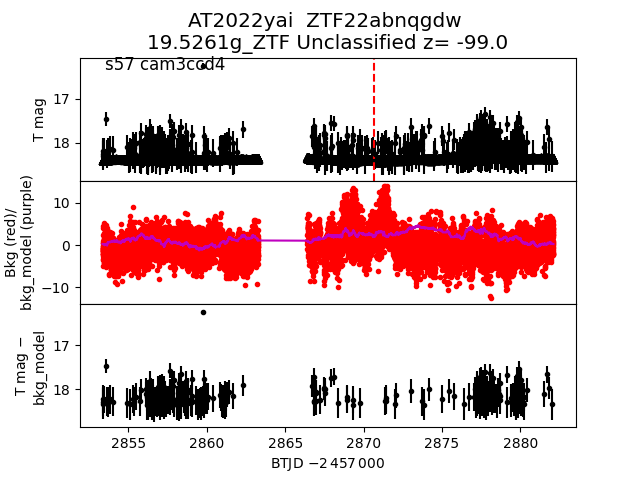 AT2022yai  ZTF22abnqgdw
19.5261g_ZTF Unclassified z= -99.0
s57 cam3ccd4
T mag
17
18
Bkg (red)/
bkg_model (purple)
10
0
−10
T mag −
bkg_model
17
18
2855 2860 2865 2870 2875 2880
BTJD −2 457 000